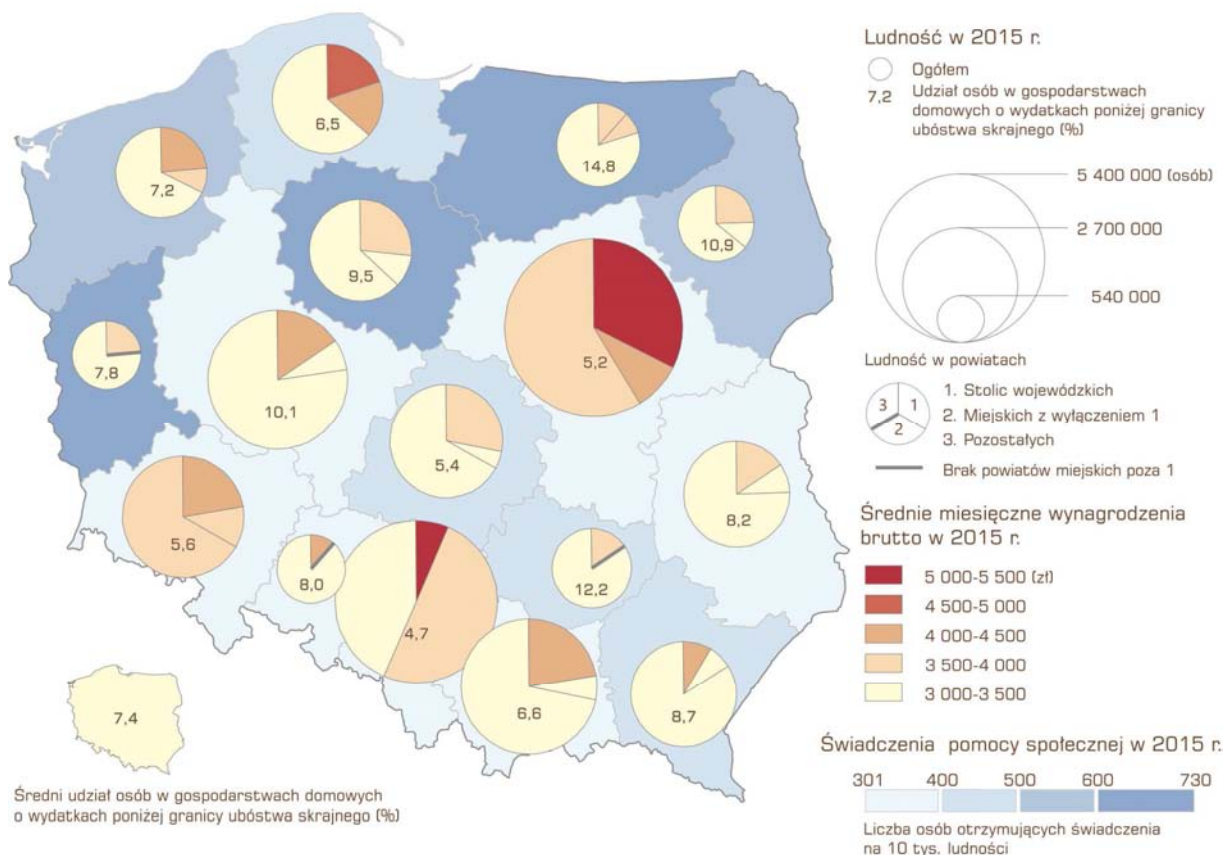 6,5
7,2
14,8
10,9
9,5
5,2
7,8
10,1
5,4
8,2
5,6
8,0
12,2
4,7
6,6
8,7
7,4
Średni udział osób w gospodarstwach domowych
o wydatkach poniżej granicy ubóstwa skrajnego (%)
Ludność w 2015 r.
Ogółem
7,2 Udział osób w gospodarstwach
domowych o wydatkach poniżej granicy
ubóstwa skrajnego (%)
5 400 000 (osób)
2 700 000
540 000
Ludność w powiatach
3 1 2
1. Stolic wojewódzkich
2. Miejskich z wyłączeniem 1
3. Pozostałych
Brak powiatów miejskich poza 1
Średnie miesięczne wynagrodzenia
brutto w 2015 r.
5 000-5 500 (zł)
4 500-5 000
4 000-4 500
3 500-4 000
3 000-3 500
Świadczenia pomocy społecznej w 2015 r.
301 400 500 600 730
Liczba osób otrzymujących świadczenia
na 10 tys. ludności